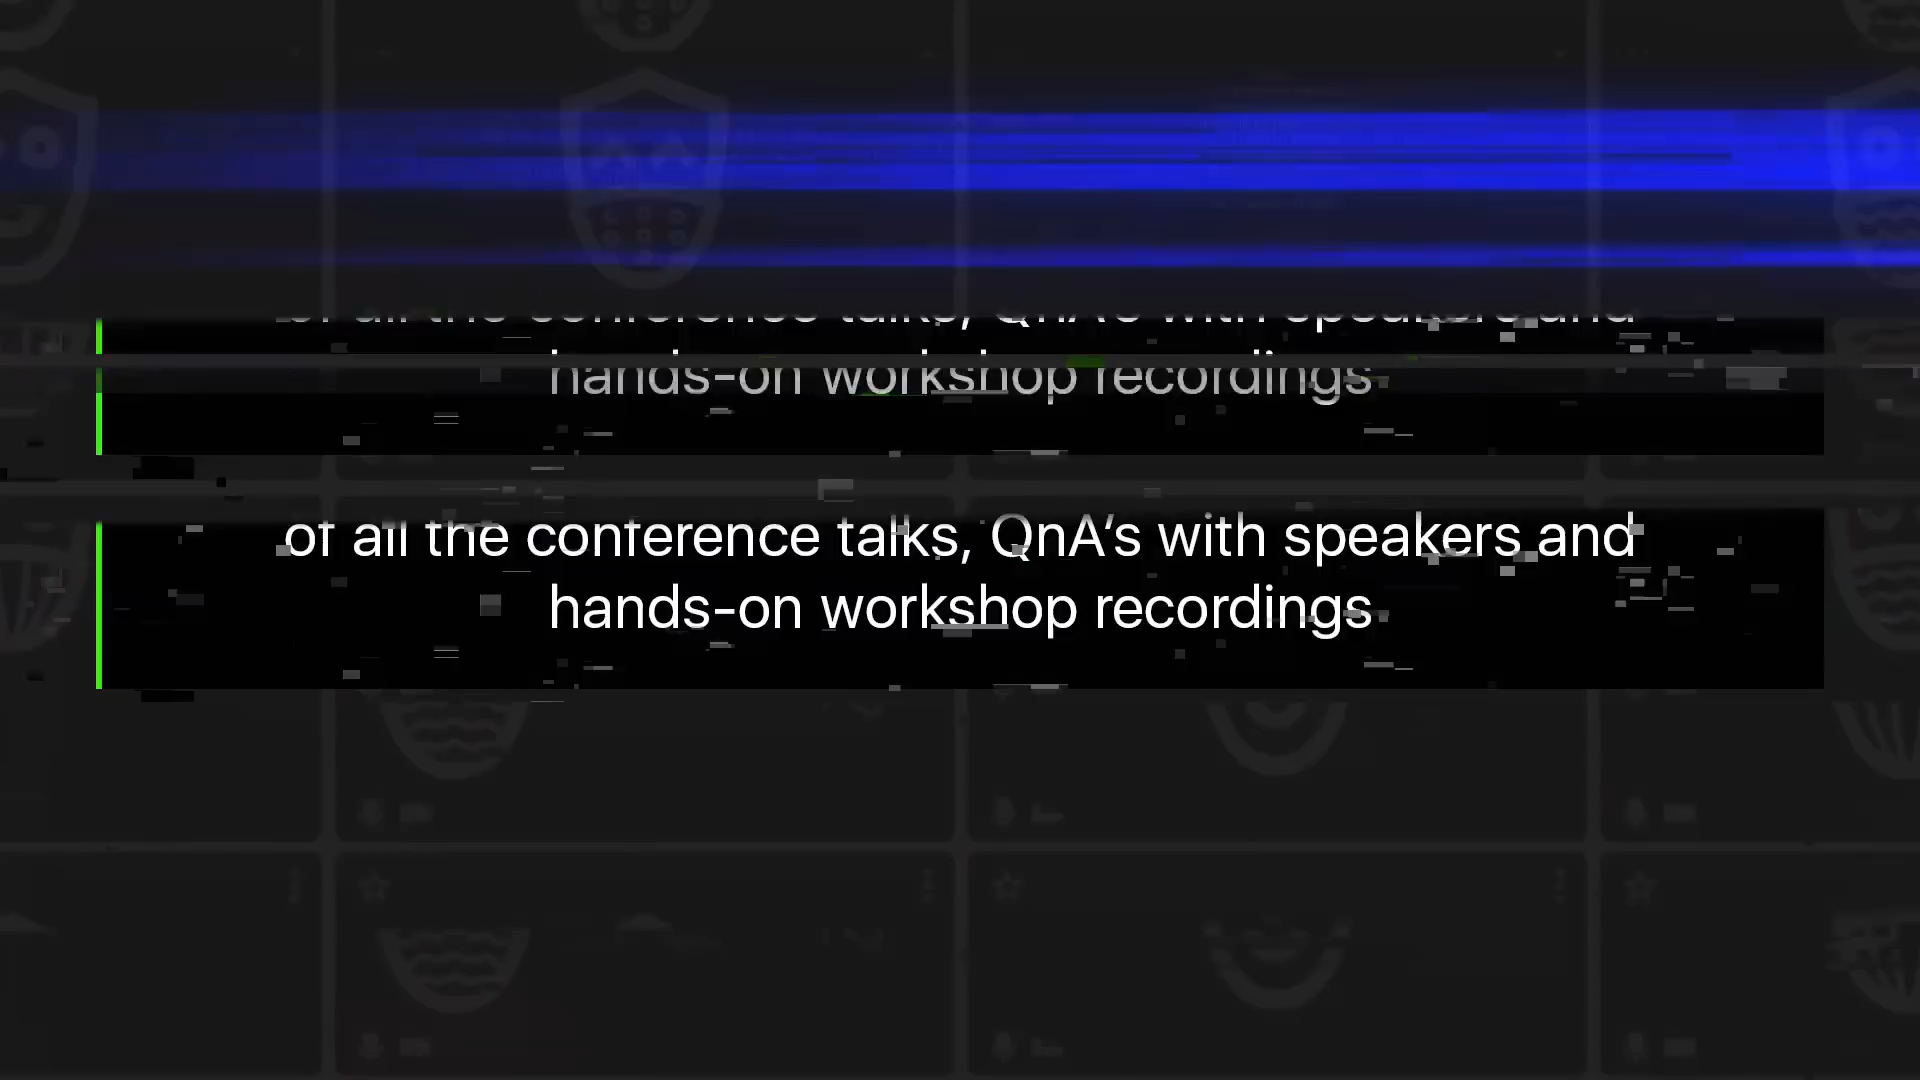 of all the conference talks, QnA's with speakers and
hands-on workshop recordings
of all the conference talks, QnA‘s with speakers and
hands-on workshop recordings